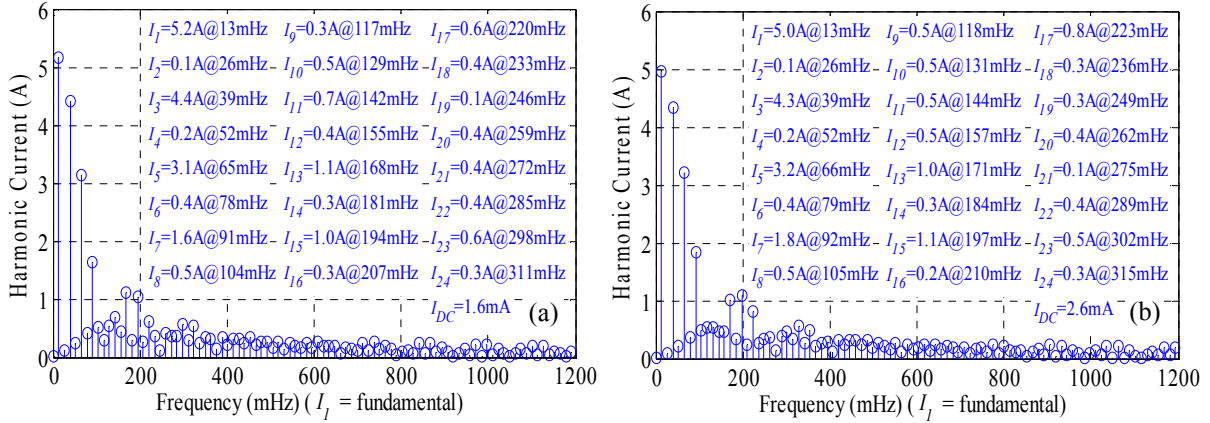 6
5
4
3
2
1
0
Harmonic Current (A)
I1=5.2A@13mHz I9=0.3A@117mHz I17=0.6A@220mHz
I2=0.1A@26mHz I10=0.5A@129mHz I18=0.4A@233mHz
I3=4.4A@39mHz I11=0.7A@142mHz I19=0.1A@246mHz
I4=0.2A@52mHz I12=0.4A@155mHz I20=0.4A@259mHz
I5=3.1A@65mHz I13=1.1A@168mHz I21=0.4A@272mHz
I6=0.4A@78mHz I14=0.3A@181mHz I22=0.4A@285mHz
I7=1.6A@91mHz I15=1.0A@194mHz I23=0.6A@298mHz
I8=0.5A@104mHz I16=0.3A@207mHz I24=0.3A@311mHz
IDC=1.6mA (a)
0 200 400 600 800 1000 1200
Frequency (mHz) ( I1 = fundamental)
6
5
4
3
2
1
0
Harmonic Current (A)
I1=5.0A@13mHz I9=0.5A@118mHz I17=0.8A@223mHz
I2=0.1A@26mHz I10=0.5A@131mHz I18=0.3A@236mHz
I3=4.3A@39mHz I11=0.5A@144mHz I19=0.3A@249mHz
I4=0.2A@52mHz I12=0.5A@157mHz I20=0.4A@262mHz
I5=3.2A@66mHz I13=1.0A@171mHz I21=0.1A@275mHz
I6=0.4A@79mHz I14=0.3A@184mHz I22=0.4A@289mHz
I7=1.8A@92mHz I15=1.1A@197mHz I23=0.5A@302mHz
I8=0.5A@105mHz I16=0.2A@210mHz I24=0.3A@315mHz
IDC=2.6mA (b)
0 200 400 600 800 1000 1200
Frequency (mHz) ( I1 = fundamental)